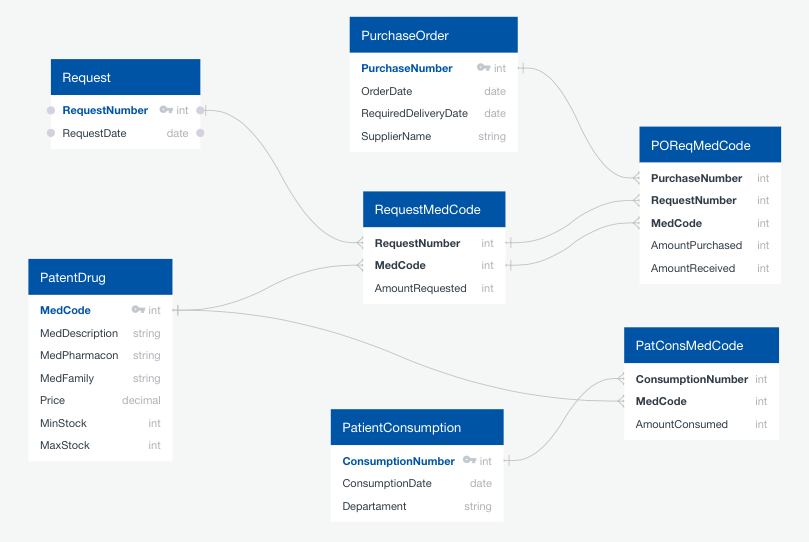 Request
RequestNumber int
RequestDate date
PurchaseOrder
PurchaseNumber int
OrderDate date
RequiredDeliveryDate date
SupplierName string
POReqMedCode
PurchaseNumber int
RequestNumber int
MedCode int
AmountPurchased int
AmountReceived int
RequestMedCode
RequestNumber int
MedCode int
AmountRequested int
PatentDrug
MedCode int
MedDescription string
MedPharmacon string
MedFamily string
Price decimal
MinStock int
MaxStock int
PatConsMedCode
ConsumptionNumber int
MedCode int
AmountConsumed int
PatientConsumption
ConsumptionNumber int
ConsumptionDate date
Departament string